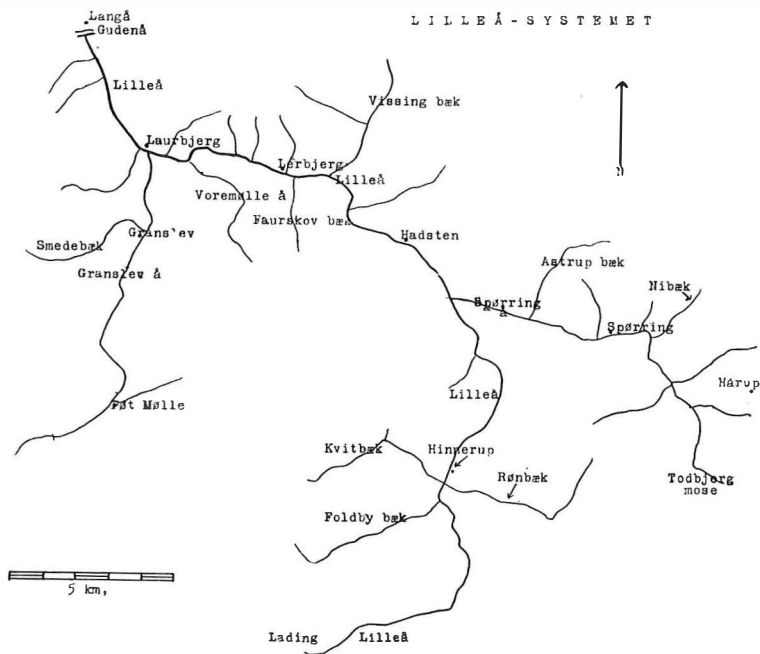 LILLEÅ-SYSTEMET
Langå
Gudenå
Lilleå
Vissing bæk
Laurbjerg
Lerbjerg
Lilleå
N
Voremølle å
Faurskov bæk
Granslev
Smedebæk
Hadsten
Granslev å
Astrup bæk
Nibæk
Spørring
å
Spørring
Hårup
Føt Mølle
Lilleå
Kvitbæk
Hinnerup
Rønbæk
Todbjerg
mose
Foldby bæk
5 km.
Lading
Lilleå